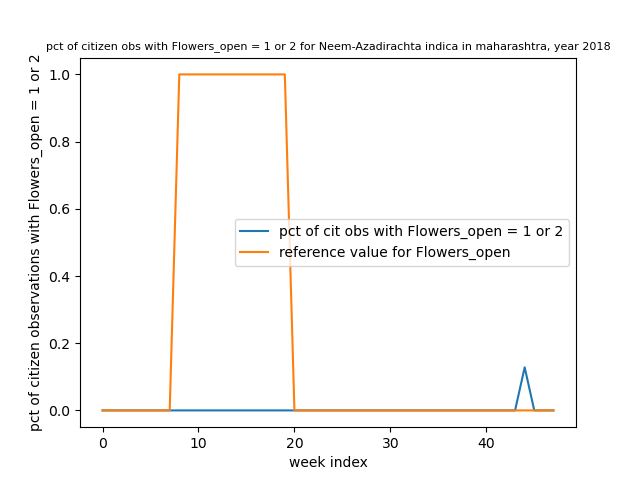 pct of citizen obs with Flowers_open = 1 or 2 for Neem-Azadirachta indica in maharashtra, year 2018
pct of citizen observations with Flowers_open = 1 or 2
1.0
0.8
0.6
0.4
0.2
0.0
pct of cit obs with Flowers_open = 1 or 2
reference value for Flowers_open
0 10 20 30 40
week index